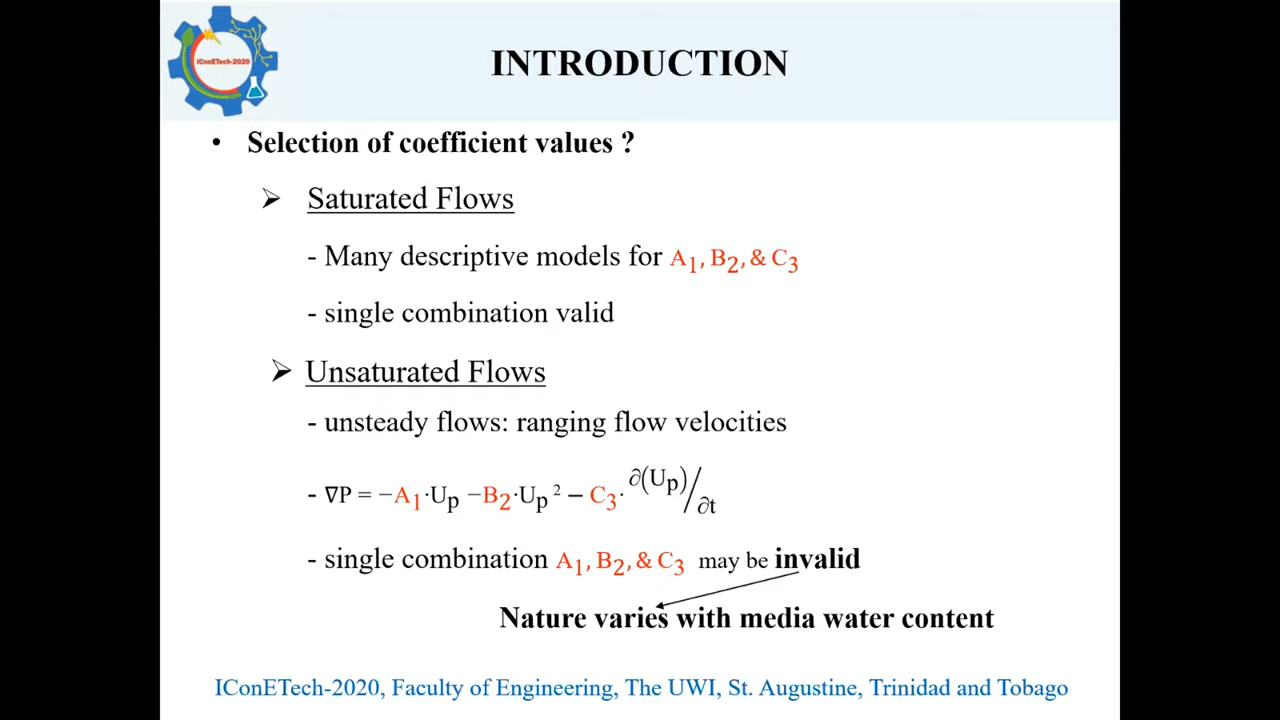 IConETech-2020
INTRODUCTION
• Selection of coefficient values ?
➢ Saturated Flows
- Many descriptive models for A₁, B₂, & C₃
- single combination valid
➢ Unsaturated Flows
- unsteady flows: ranging flow velocities
- ∇P = −A₁·Uₚ −B₂·Uₚ² − C₃· ∂(Uₚ)/∂t
- single combination A₁, B₂, & C₃ may be invalid
Nature varies with media water content
IConETech-2020, Faculty of Engineering, The UWI, St. Augustine, Trinidad and Tobago